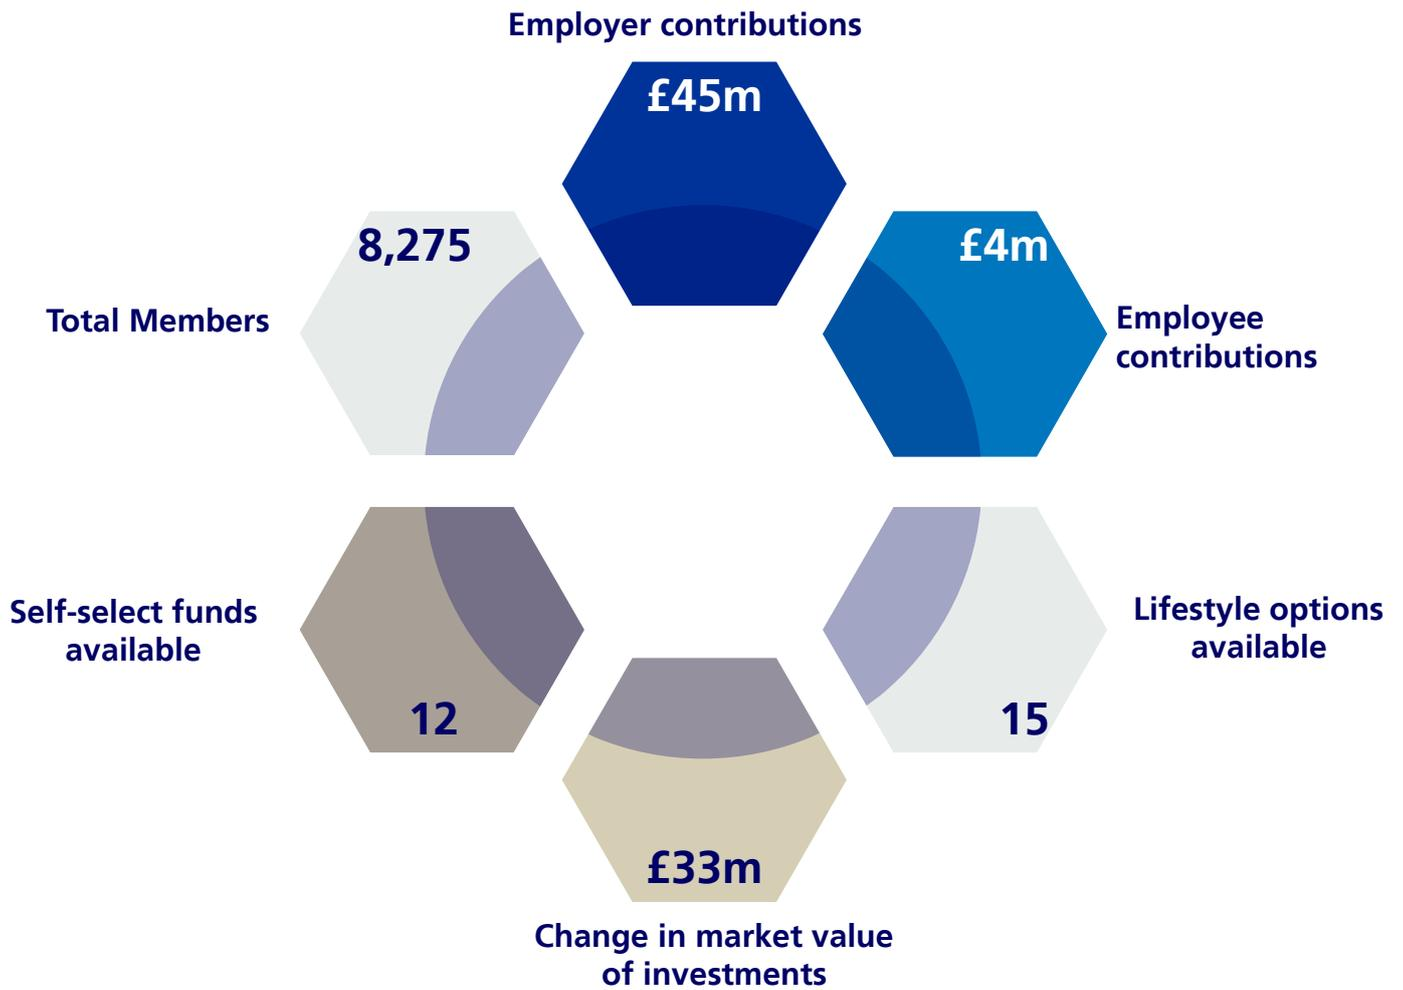 Employer contributions
£45m
8,275
Total Members
£4m
Employee
contributions
Self-select funds
available
12
Lifestyle options
available
15
£33m
Change in market value
of investments